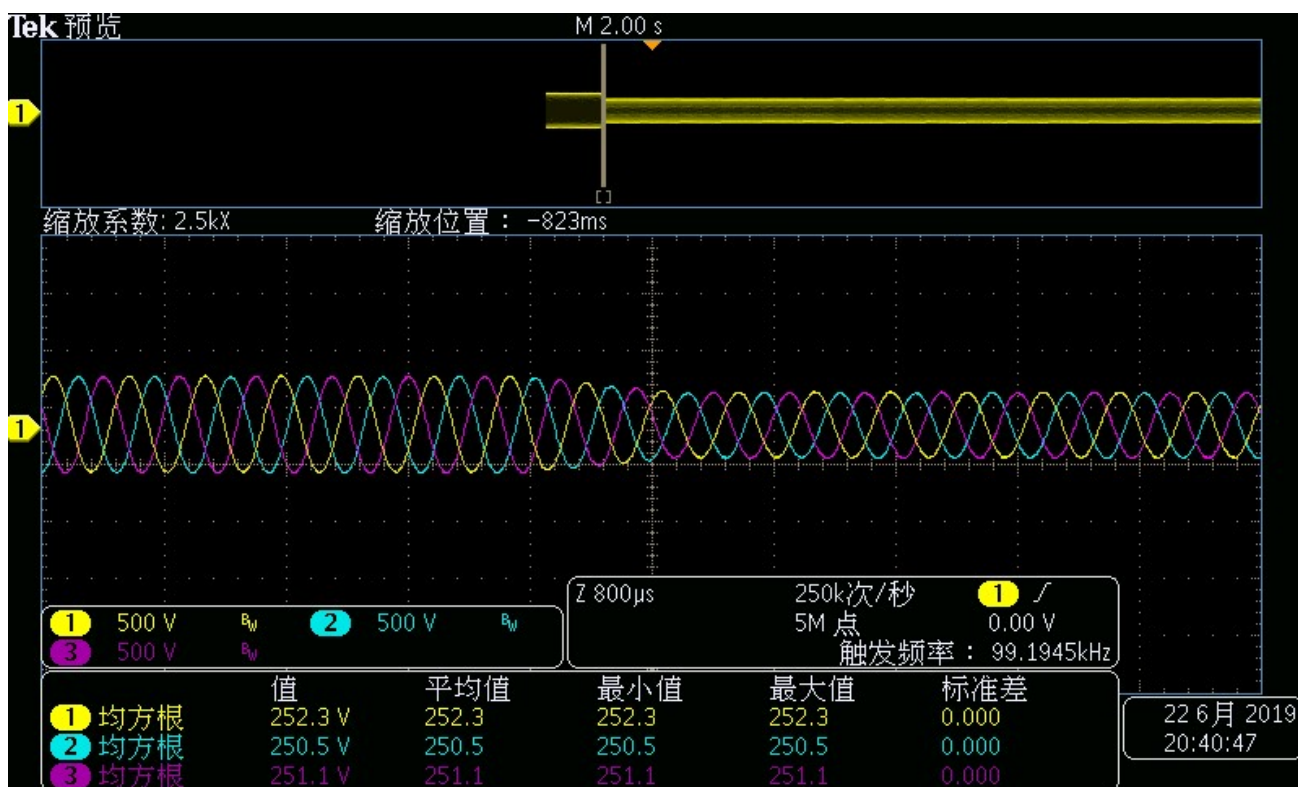 Tek 预览 M 2.00 s
1
缩放系数: 2.5kX 缩放位置： -823ms
1
Z 800μs 250k次/秒 1
1 500 V BW 2 500 V BW 5M 点 0.00 V
3 500 V BW 触发频率： 99.1945kHz
值 平均值 最小值 最大值 标准差
1 均方根 252.3 V 252.3 252.3 252.3 0.000
2 均方根 250.5 V 250.5 250.5 250.5 0.000
3 均方根 251.1 V 251.1 251.1 251.1 0.000
22 6月 2019
20:40:47